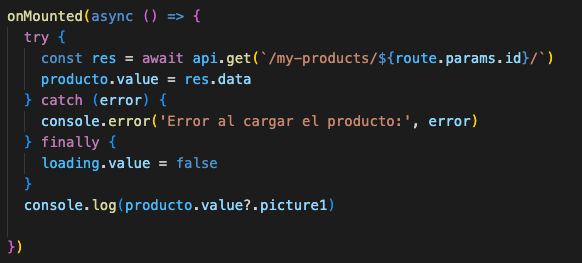 onMounted(async () => {
  try {
    const res = await api.get(`/my-products/${route.params.id}/`)
    producto.value = res.data
  } catch (error) {
    console.error('Error al cargar el producto:', error)
  } finally {
    loading.value = false
  }
  console.log(producto.value?.picture1)

})